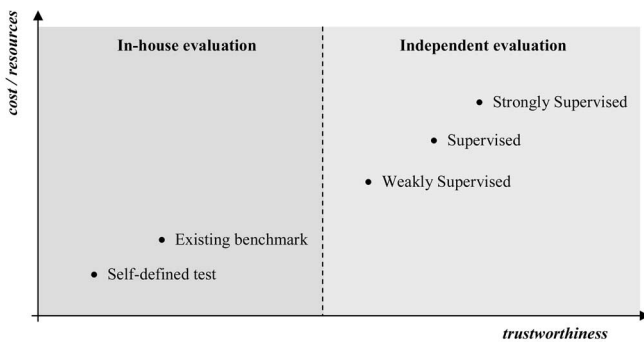 cost / resources
In-house evaluation
Independent evaluation
Strongly Supervised
Supervised
Weakly Supervised
Existing benchmark
Self-defined test
trustworthiness